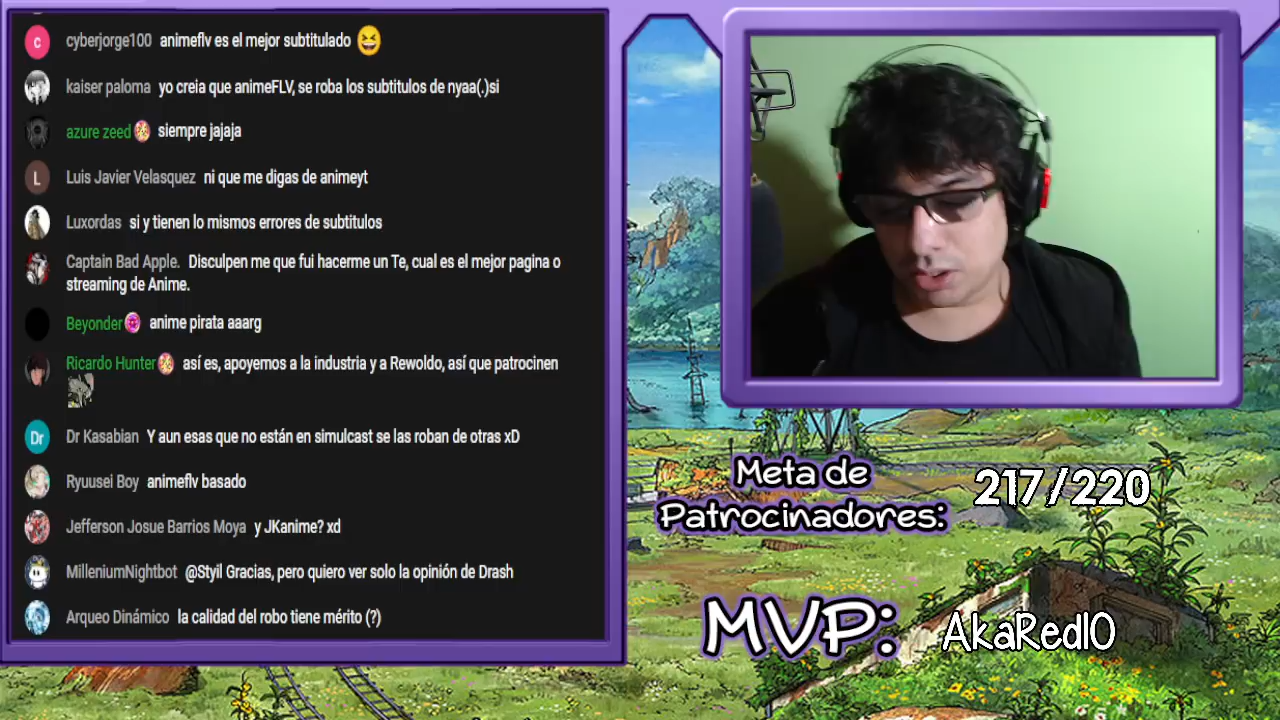 c cyberjorge100 animeflv es el mejor subtitulado
kaiser paloma yo creia que animeFLV, se roba los subtitulos de nyaa(.)si
azure zeed siempre jajaja
L Luis Javier Velasquez ni que me digas de animeyt
Luxordas si y tienen lo mismos errores de subtitulos
Captain Bad Apple. Disculpen me que fui hacerme un Te, cual es el mejor pagina o
streaming de Anime.
Beyonder anime pirata aaarg
Ricardo Hunter así es, apoyemos a la industria y a Rewoldo, así que patrocinen
Dr Dr Kasabian Y aun esas que no están en simulcast se las roban de otras xD
Ryuusei Boy animeflv basado
Jefferson Josue Barrios Moya y JKanime? xd
MilleniumNightbot @Styil Gracias, pero quiero ver solo la opinión de Drash
Arqueo Dinámico la calidad del robo tiene mérito (?)
Meta de
Patrocinadores: 217/220
MVP: AkaRed10